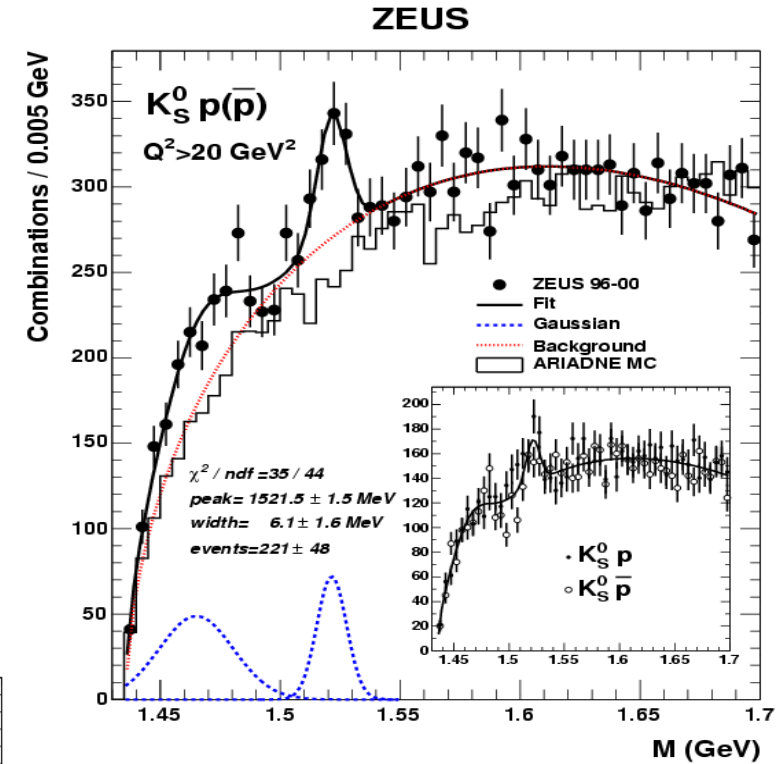 ZEUS
Combinations / 0.005 GeV
350
300
250
200
150
100
50
0
K⁰_S p(p̅)
Q²>20 GeV²
ZEUS 96-00
Fit
Gaussian
Background
ARIADNE MC
χ² / ndf =35 / 44
peak= 1521.5 ± 1.5 MeV
width= 6.1± 1.6 MeV
events=221± 48
200
180
160
140
120
100
80
60
40
20
0
K⁰_S p
K⁰_S p̅
1.45 1.5 1.55 1.6 1.65 1.7
1.45 1.5 1.55 1.6 1.65 1.7
M (GeV)